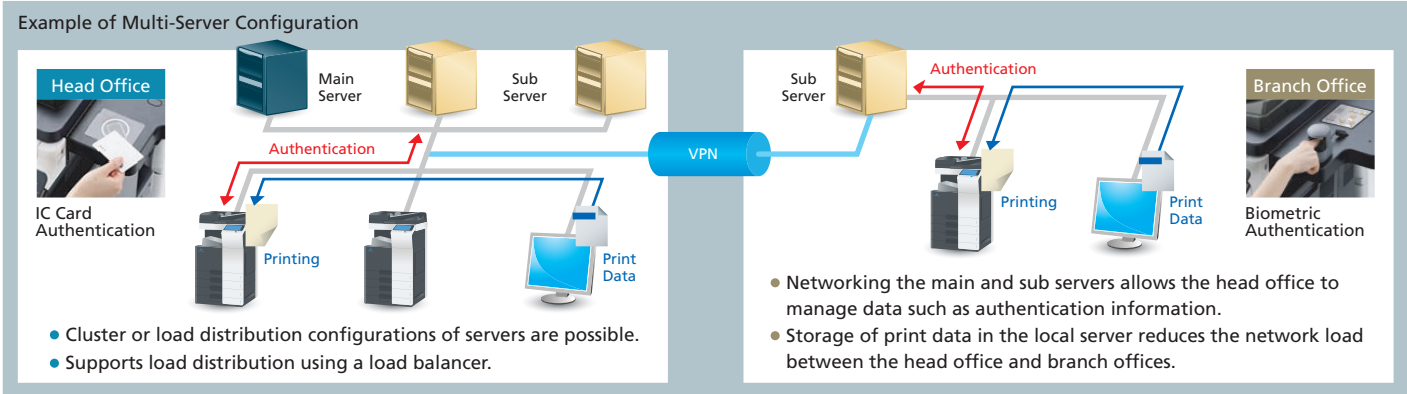 Example of Multi-Server Configuration
Head Office
IC Card
Authentication
Main
Server
Sub
Server
Authentication
Printing
Print
Data
● Cluster or load distribution configurations of servers are possible.
● Supports load distribution using a load balancer.
VPN
Sub
Server
Authentication
Printing
Print
Data
Branch Office
Biometric
Authentication
● Networking the main and sub servers allows the head office to
manage data such as authentication information.
● Storage of print data in the local server reduces the network load
between the head office and branch offices.